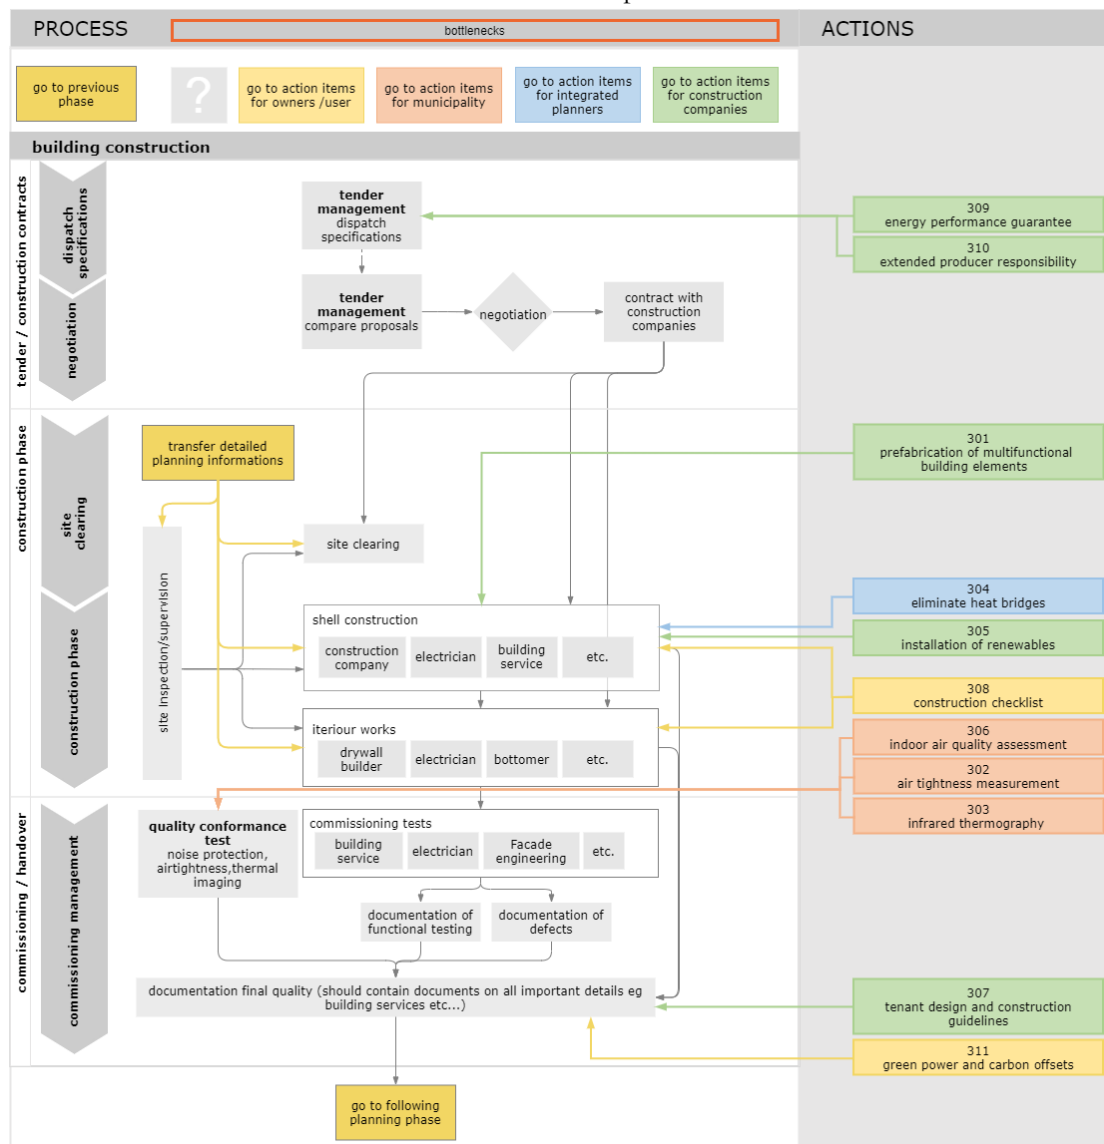 PROCESS
bottlenecks
ACTIONS
go to previous
phase
?
go to action items
for owners /user
go to action items
for municipality
go to action items
for integrated
planners
go to action items
for construction
companies
building construction
tender / construction contracts
dispatch
specifications
negotiation
tender
management
dispatch
specifications
tender
management
compare proposals
negotiation
contract with
construction
companies
309
energy performance guarantee
310
extended producer responsibility
construction phase
site
clearing
construction phase
transfer detailed
planning informations
site clearing
site inspection/supervision
shell construction
construction
company
electrician
building
service
etc.
iteriour works
drywall
builder
electrician
bottomer
etc.
301
prefabrication of multifunctional
building elements
304
eliminate heat bridges
305
installation of renewables
308
construction checklist
306
indoor air quality assessment
302
air tightness measurement
303
infrared thermography
commissioning / handover
commissioning management
quality conformance
test
noise protection,
airtightness,thermal
imaging
commissioning tests
building
service
electrician
Facade
engineering
etc.
documentation of
functional testing
documentation of
defects
documentation final quality (should contain documents on all important details eg
building services etc...)
307
tenant design and construction
guidelines
311
green power and carbon offsets
go to following
planning phase